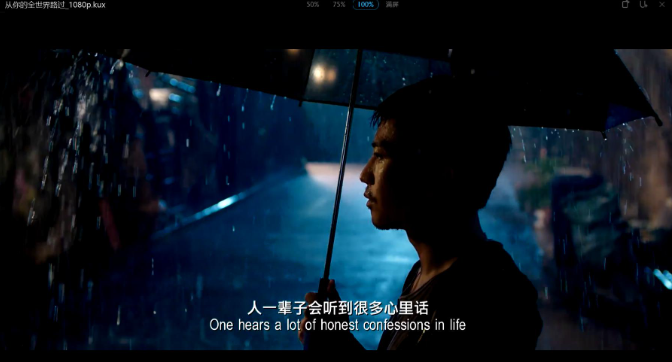 从你的全世界路过_1080p.kux
50%
75%
100%
满屏
人一辈子会听到很多心里话
One hears a lot of honest confessions in life